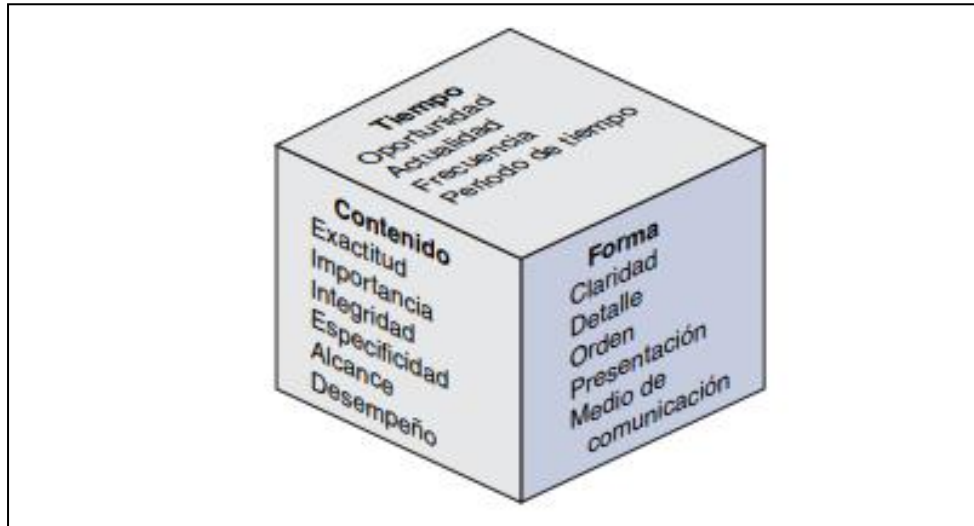 Tiempo
Oportunidad
Actualidad
Frecuencia
Periodo de tiempo
Contenido
Exactitud
Importancia
Integridad
Especificidad
Alcance
Desempeño
Forma
Claridad
Detalle
Orden
Presentación
Medio de
comunicación